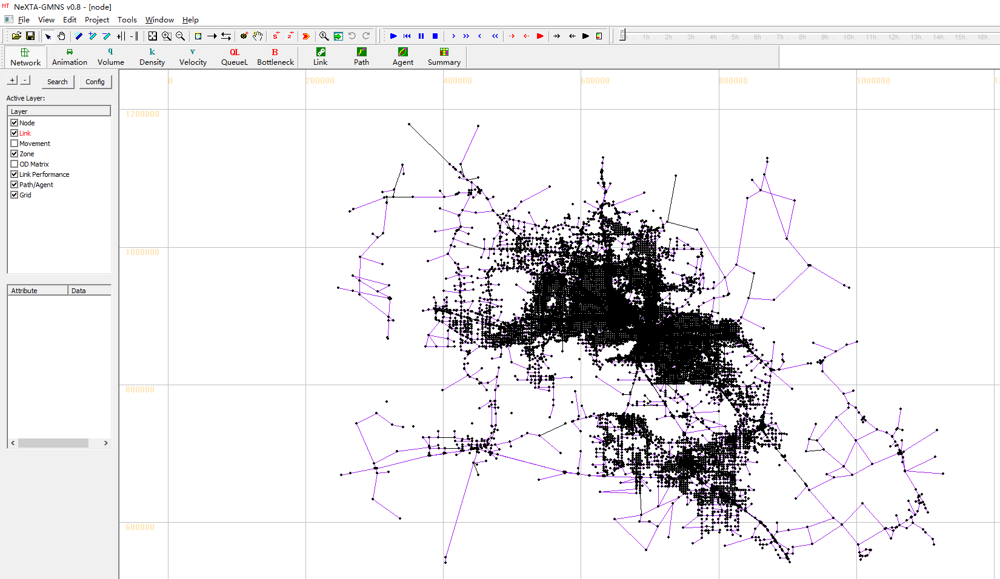 NT NeXTA-GMNS v0.8 - [node]
File View Edit Project Tools Window Help
1h. 2h. 3h. 4h. 5h. 6h. 7h. 8h. 9h. 10h. 11h. 12h. 13h. 14h. 15h. 16h.
q k v QL B
Network Animation Volume Density Velocity QueueL Bottleneck Link Path Agent Summary
+ - Search Config
Active Layer:
Layer
Node
Link
Movement
Zone
OD Matrix
Link Performance
Path/Agent
Grid
Attribute Data
0 200000 400000 600000 800000 1000000
1200000
1000000
800000
600000